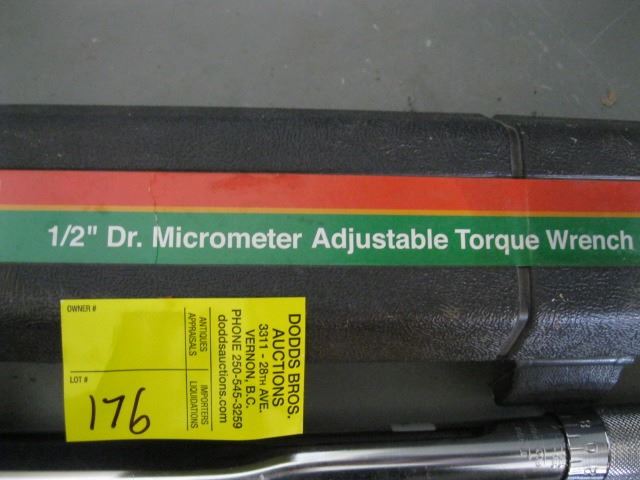 1/2" Dr. Micrometer Adjustable Torque Wrench
OWNER #
LOT #
176
ANTIQUES
APPRAISALS
IMPORTERS
LIQUIDATIONS
DODDS BROS.
AUCTIONS
3311 - 28TH AVE.
VERNON, B.C.
PHONE 250-545-3259
doddsauctions.com